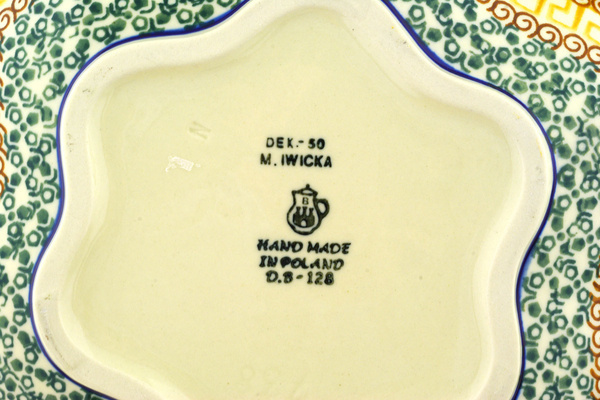 DEK.- 50
M. IWICKA
B
HAND MADE
IN POLAND
D.B - 128